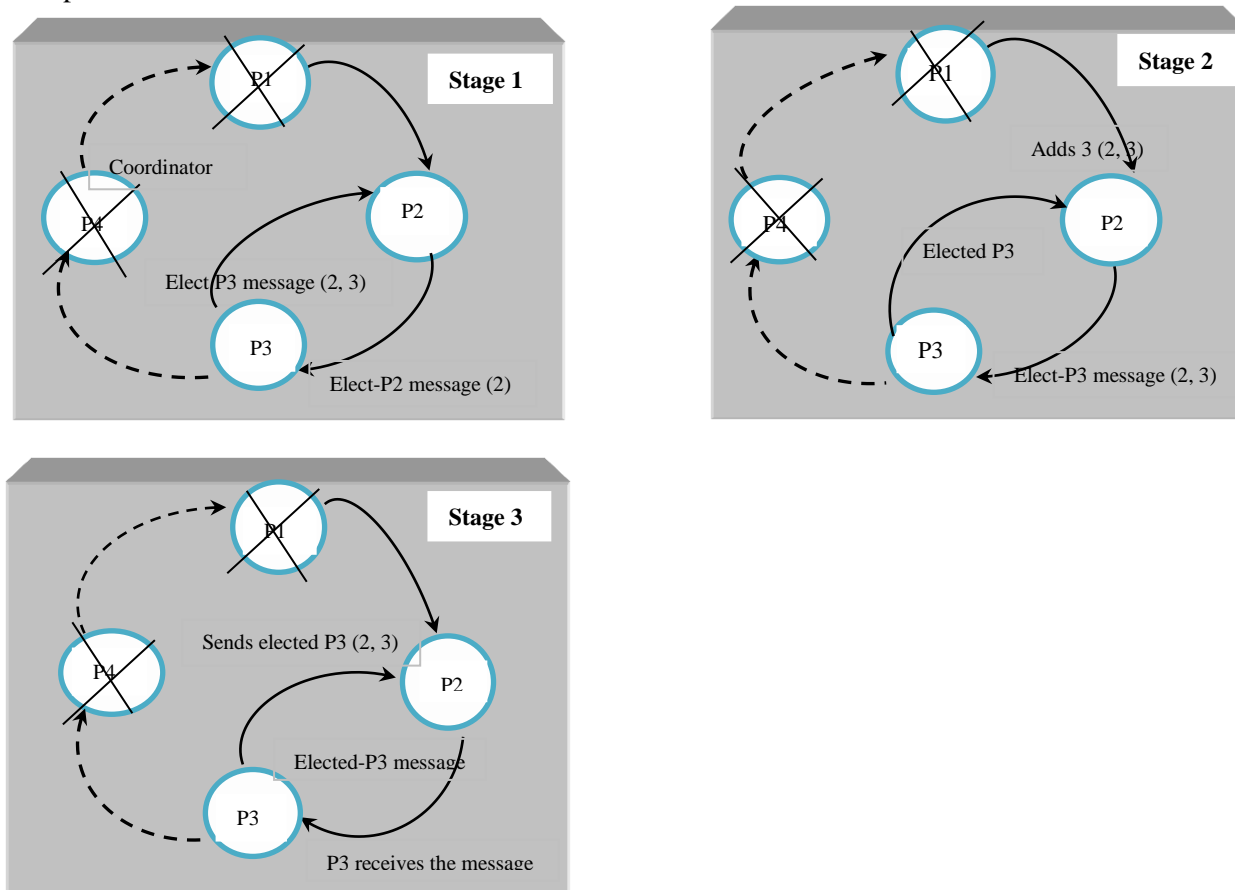 Stage 1
P1
Coordinator
P4
P2
Elect P3 message (2, 3)
P3
Elect-P2 message (2)
Stage 2
P1
Adds 3 (2, 3)
P4
P2
Elected P3
P3
Elect-P3 message (2, 3)
Stage 3
P1
Sends elected P3 (2, 3)
P4
P2
Elected-P3 message
P3
P3 receives the message